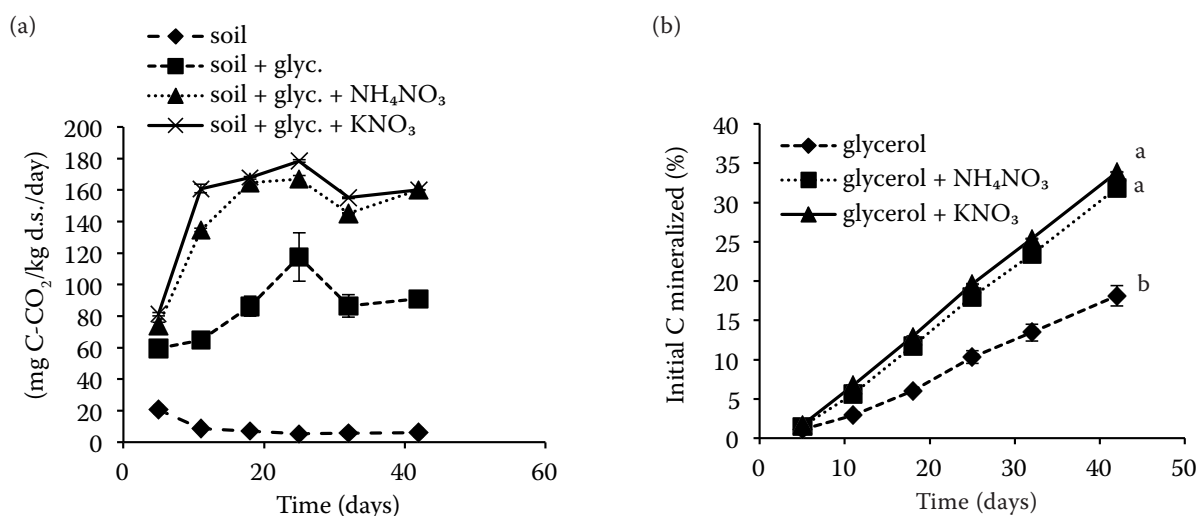 (a)
soil
soil + glyc.
soil + glyc. + NH₄NO₃
soil + glyc. + KNO₃
(mg C-CO₂/kg d.s./day)
200
180
160
140
120
100
80
60
40
20
0
0 20 40 60
Time (days)
(b)
glycerol
glycerol + NH₄NO₃
glycerol + KNO₃
Initial C mineralized (%)
40
35
30
25
20
15
10
5
0
a
a
b
0 10 20 30 40 50
Time (days)